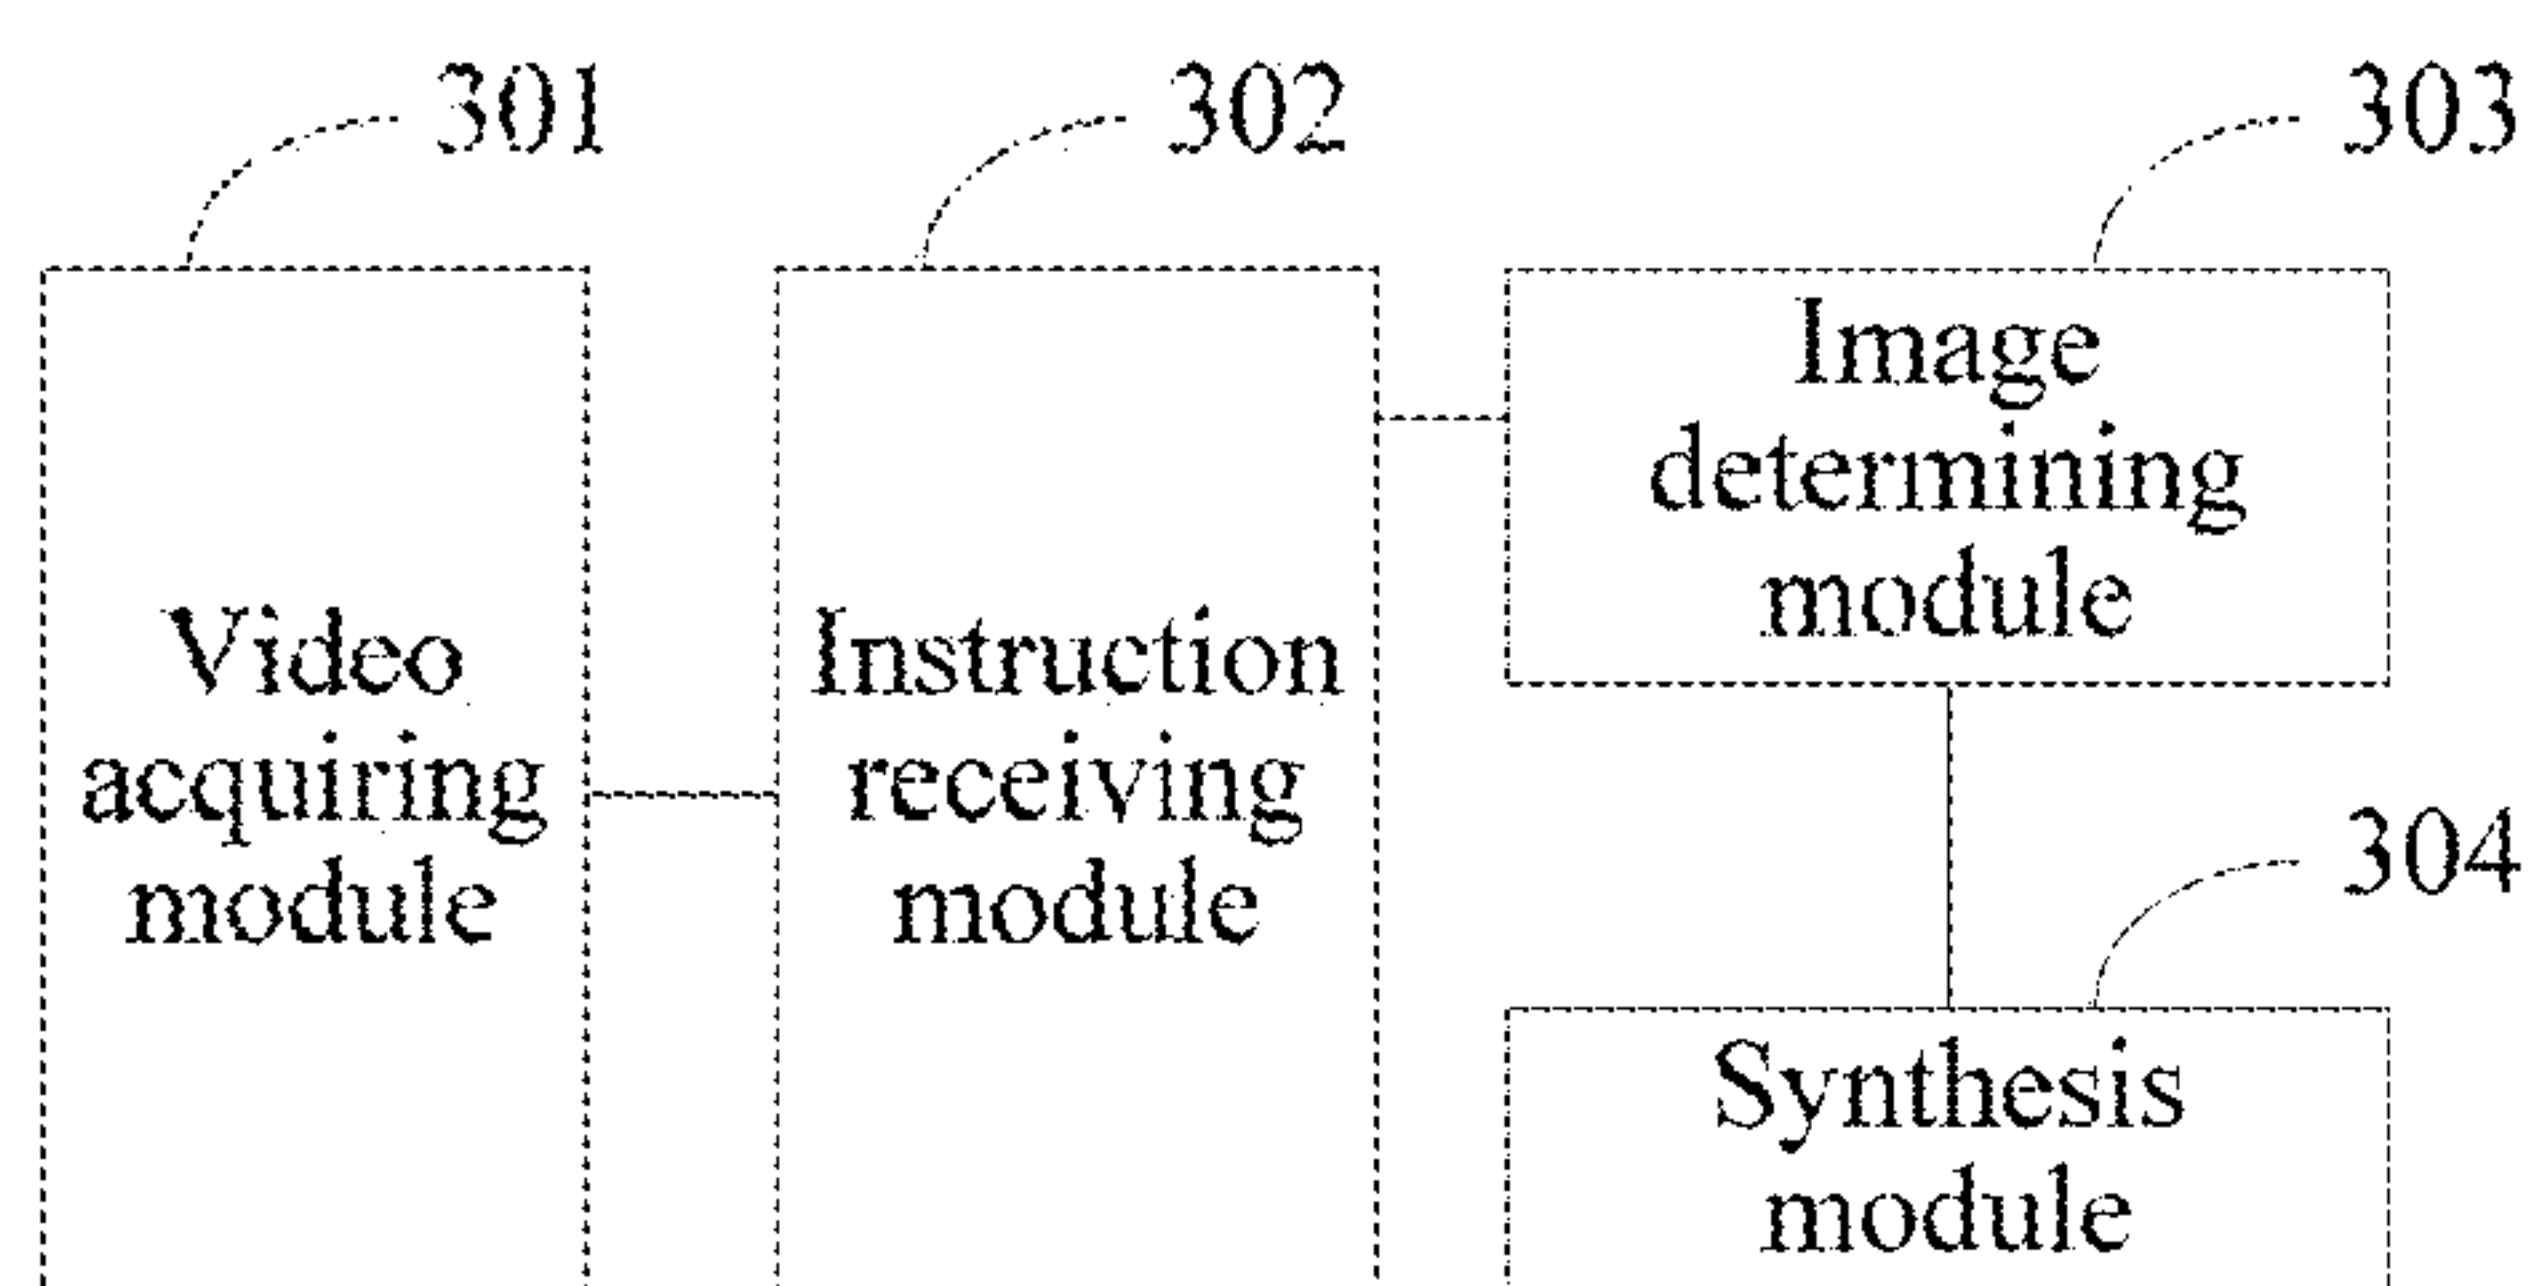 301
302
303
Video
acquiring
module
Instruction
receiving
module
Image
determining
module
304
Synthesis
module